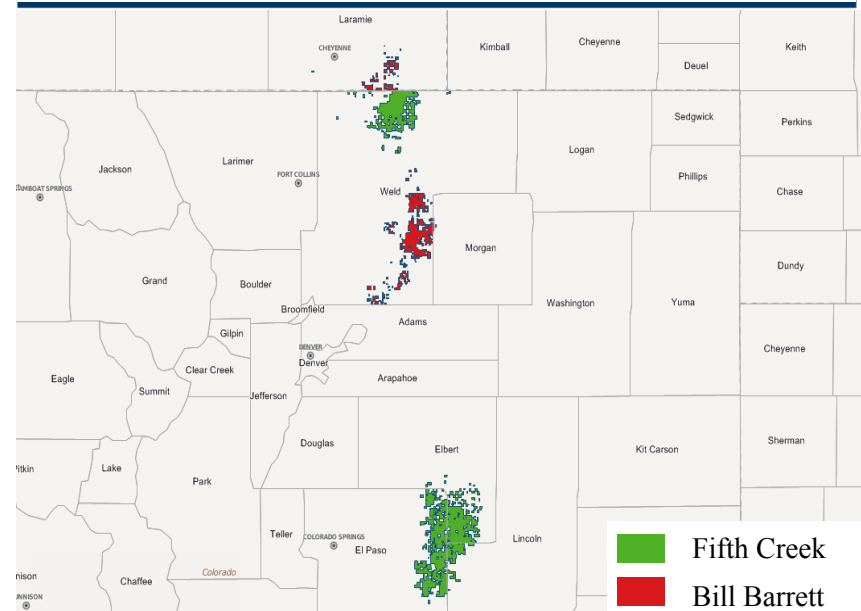 Laramie
CHEYENNE
Kimball
Cheyenne
Keith
Deuel
Sedgwick
Perkins
Logan
Jackson
Larimer
FORT COLLINS
Phillips
AMBOAT SPRINGS
Weld
Chase
Morgan
Dundy
Grand
Boulder
Washington
Yuma
Broomfield
Adams
Gilpin
DENVER
Denver
Cheyenne
Clear Creek
Arapahoe
Eagle
Summit
Jefferson
Douglas
Elbert
Kit Carson
Sherman
Pitkin
Lake
Park
Teller
COLORADO SPRINGS
El Paso
Lincoln
Fifth Creek
Colorado
nison
Chaffee
Bill Barrett
NNISON